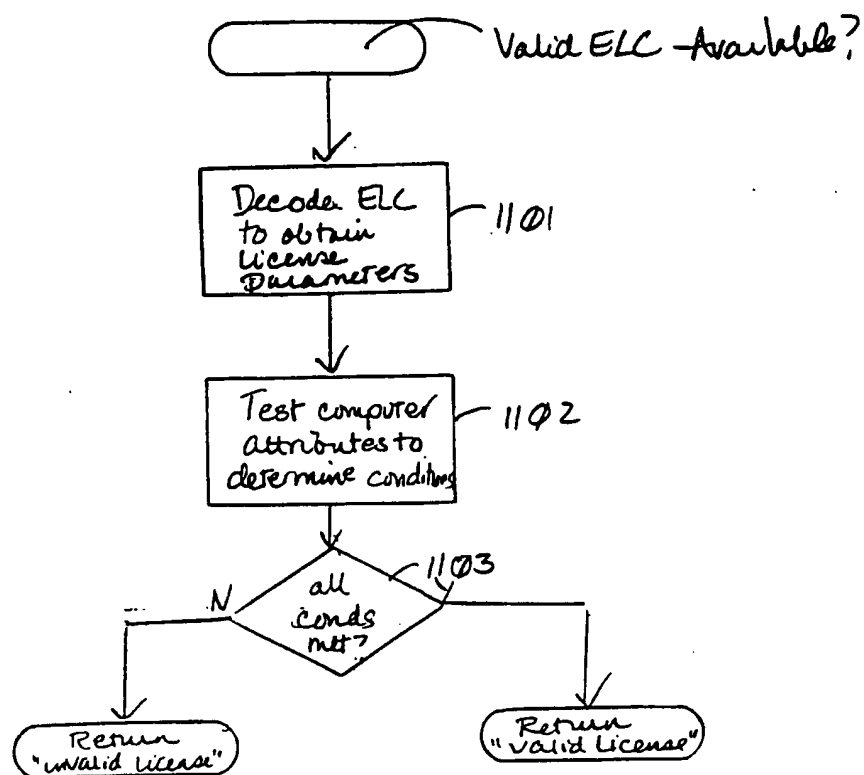 Valid ELC Available?
Decode ELC
to obtain
License
Parameters
1101
Test computer
attributes to
determine conditions
1102
1103
N
all
conds
met?
Return
"invalid License"
Return
"valid License"